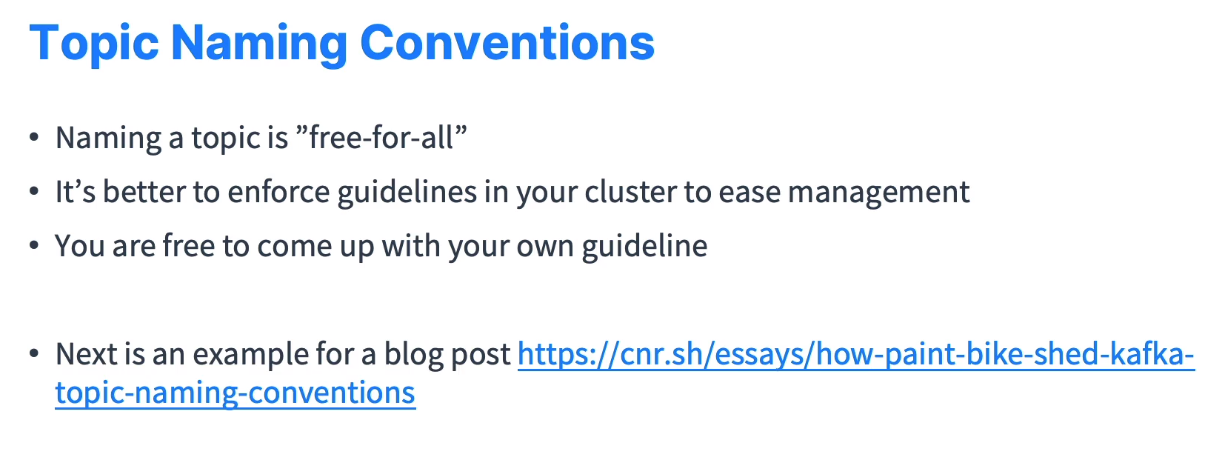 Topic Naming Conventions
• Naming a topic is ”free-for-all”
• It’s better to enforce guidelines in your cluster to ease management
• You are free to come up with your own guideline
• Next is an example for a blog post https://cnr.sh/essays/how-paint-bike-shed-kafka-
topic-naming-conventions